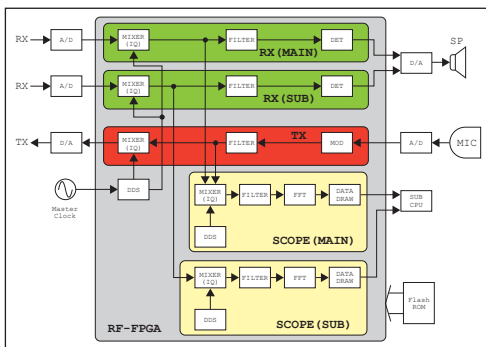 RX
A/D
MIXER
(IQ)
FILTER
DET
RX(MAIN)
SP
D/A
RX
A/D
MIXER
(IQ)
FILTER
DET
RX(SUB)
TX
D/A
MIXER
(IQ)
FILTER
TX
MOD
A/D
MIC
Master
Clock
DDS
MIXER
(IQ)
FILTER
FFT
DATA
DRAW
SUB
CPU
DDS
SCOPE(MAIN)
MIXER
(IQ)
FILTER
FFT
DATA
DRAW
DDS
SCOPE(SUB)
RF-FPGA
Flash
ROM